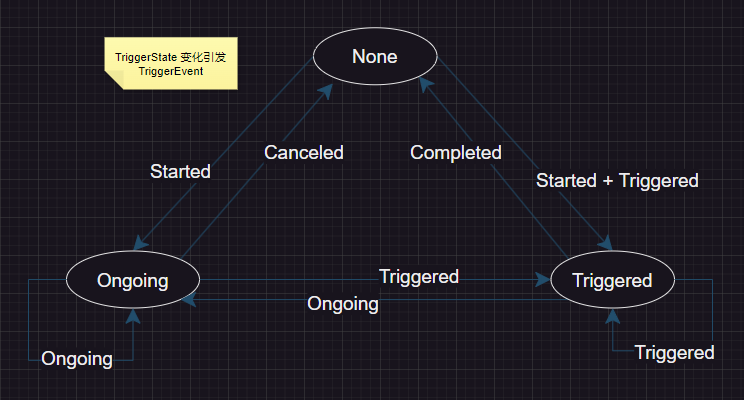 TriggerState 变化引发
TriggerEvent
None
Started
Canceled
Completed
Started + Triggered
Ongoing
Triggered
Triggered
Ongoing
Ongoing
Triggered